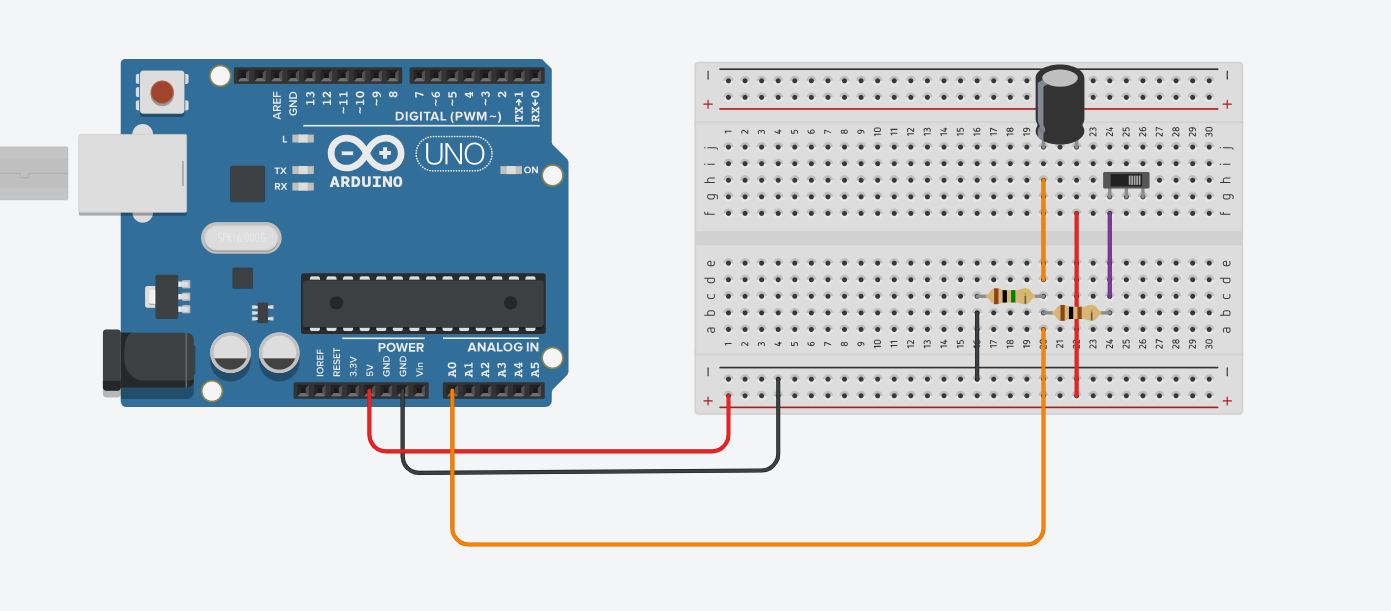 AREF
GND
13
12
~11
~10
~9
8
7
~6
~5
4
~3
2
TX→1
RX←0
DIGITAL (PWM~)
L
TX
RX
UNO
ARDUINO
ON
POWER
ANALOG IN
IOREF
RESET
3.3V
5V
GND
GND
Vin
A0
A1
A2
A3
A4
A5
− −
+ +
1 2 3 4 5 6 7 8 9 10 11 12 13 14 15 16 17 18 19 23 24 25 26 27 28 29 30
j j
i i
h h
g g
f f
e e
d d
c c
b b
a a
1 2 3 4 5 6 7 8 9 10 11 12 13 14 15 16 17 18 19 20 21 22 23 24 25 26 27 28 29 30
− −
+ +